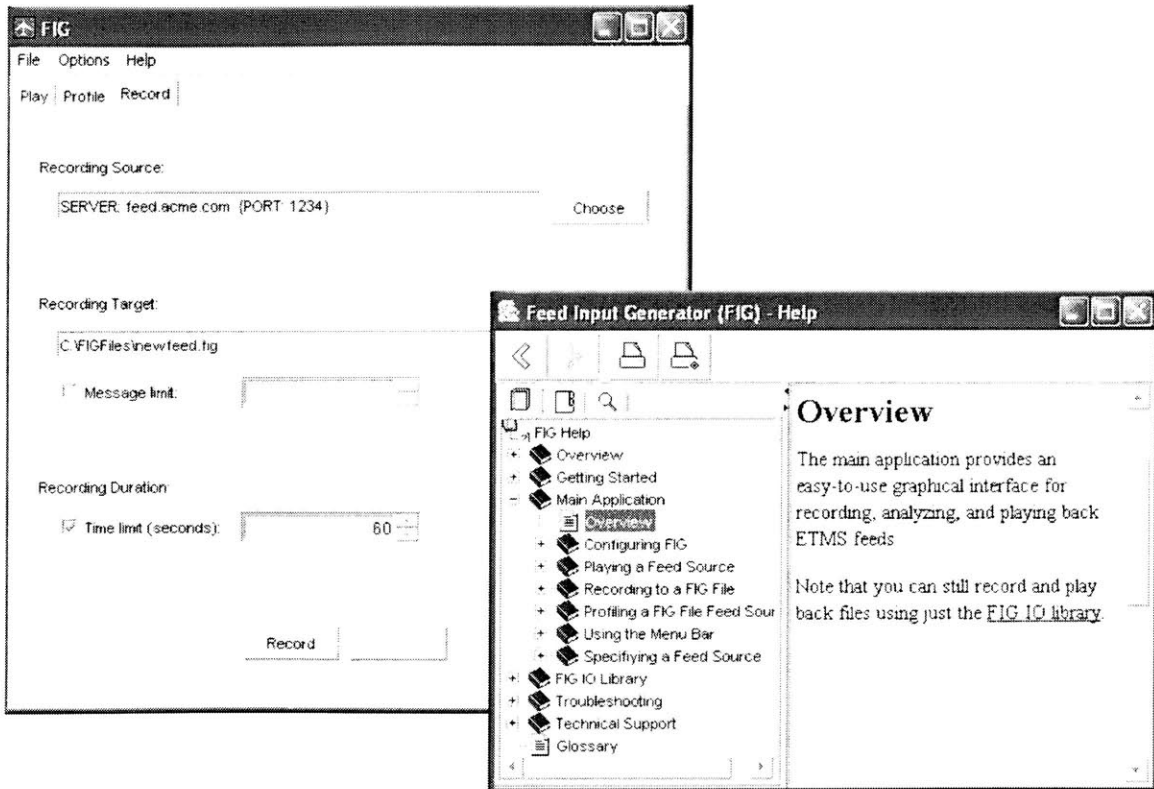 FIG
File Options Help
Play Profile Record
Recording Source:
SERVER: feed.acme.com (PORT: 1234)
Choose
Recording Target:
C:\FIGFiles\newfeed.fig
Message limit:
Recording Duration:
Time limit (seconds):
60
Record
Feed Input Generator (FIG) - Help
FIG Help
Overview
Getting Started
Main Application
Overview
Configuring FIG
Playing a Feed Source
Recording to a FIG File
Profiling a FIG File Feed Sour
Using the Menu Bar
Specifiying a Feed Source
FIG IO Library
Troubleshooting
Technical Support
Glossary
Overview
The main application provides an
easy-to-use graphical interface for
recording, analyzing, and playing back
ETMS feeds
Note that you can still record and play
back files using just the FIG IO library.